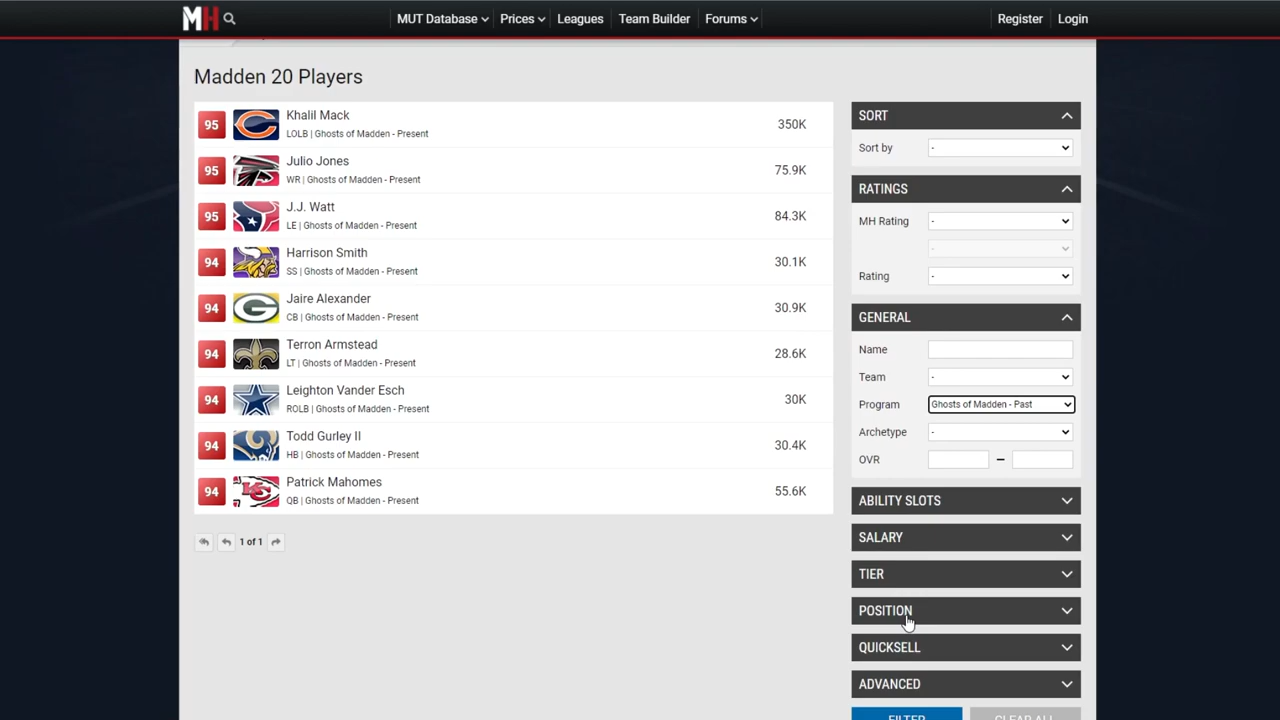 MH
MUT Database Prices Leagues Team Builder Forums Register Login
Madden 20 Players
95 Khalil Mack 350K
LOLB | Ghosts of Madden - Present
95 Julio Jones 75.9K
WR | Ghosts of Madden - Present
95 J.J. Watt 84.3K
LE | Ghosts of Madden - Present
94 Harrison Smith 30.1K
SS | Ghosts of Madden - Present
94 Jaire Alexander 30.9K
CB | Ghosts of Madden - Present
94 Terron Armstead 28.6K
LT | Ghosts of Madden - Present
94 Leighton Vander Esch 30K
ROLB | Ghosts of Madden - Present
94 Todd Gurley II 30.4K
HB | Ghosts of Madden - Present
94 Patrick Mahomes 55.6K
QB | Ghosts of Madden - Present
1 of 1
SORT
Sort by -
RATINGS
MH Rating -
-
Rating -
GENERAL
Name
Team -
Program Ghosts of Madden - Past
Archetype -
OVR –
ABILITY SLOTS
SALARY
TIER
POSITION
QUICKSELL
ADVANCED
FILTER CLEAR ALL